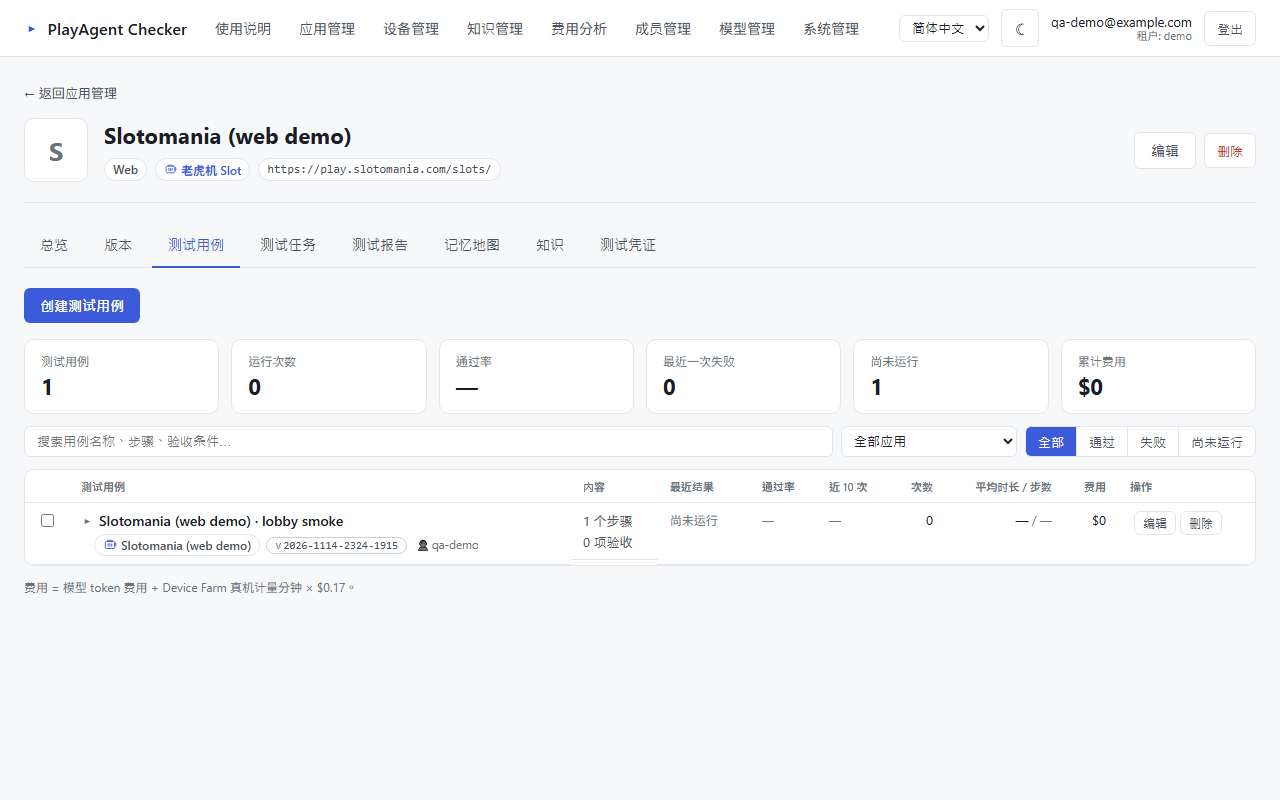 PlayAgent Checker 使用说明 应用管理 设备管理 知识管理 费用分析 成员管理 模型管理 系统管理 简体中文 qa-demo@example.com 登出
租户: demo
← 返回应用管理
S
Slotomania (web demo)
Web 老虎机 Slot https://play.slotomania.com/slots/
编辑 删除
总览 版本 测试用例 测试任务 测试报告 记忆地图 知识 测试凭证
创建测试用例
测试用例 运行次数 通过率 最近一次失败 尚未运行 累计费用
1 0 — 0 1 $0
搜索用例名称、步骤、验收条件... 全部应用 全部 通过 失败 尚未运行
测试用例 内容 最近结果 通过率 近 10 次 次数 平均时长 / 步数 费用 操作
Slotomania (web demo) · lobby smoke 1 个步骤 尚未运行 — — 0 — / — $0 编辑 删除
Slotomania (web demo) v 2026-1114-2324-1915 qa-demo 0 项验收
费用 = 模型 token 费用 + Device Farm 真机计量分钟 × $0.17。